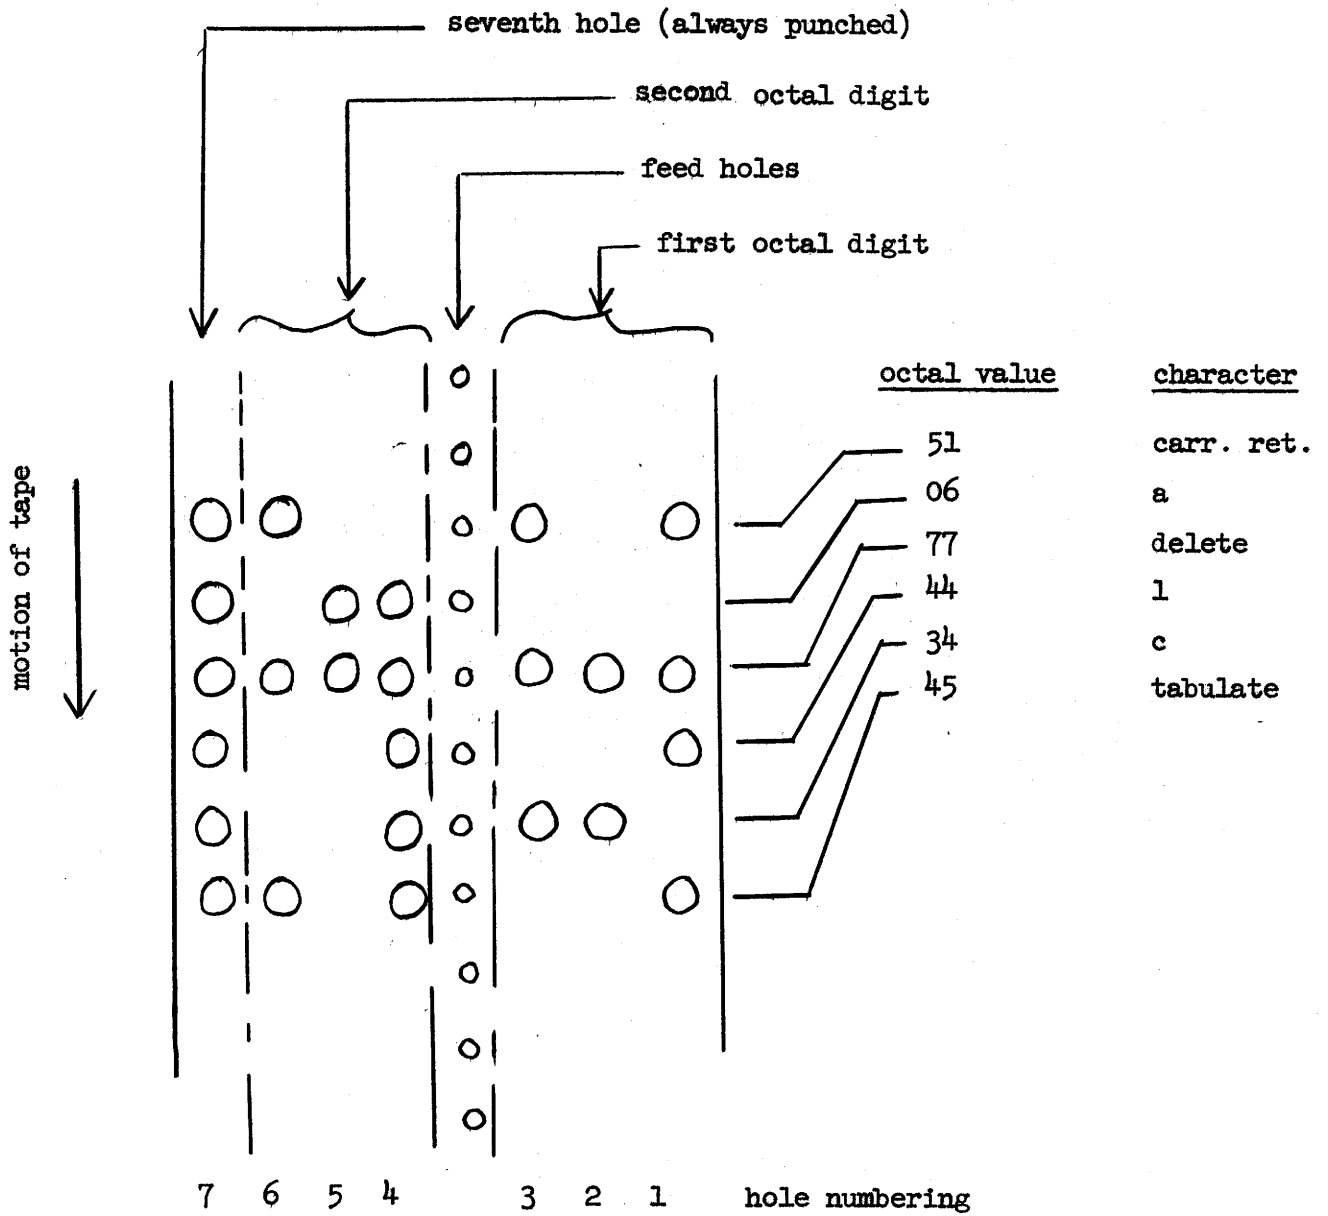 seventh hole (always punched)
second octal digit
feed holes
first octal digit
octal value character
51 carr. ret.
06 a
77 delete
44 l
34 c
45 tabulate
motion of tape
7 6 5 4 3 2 1 hole numbering